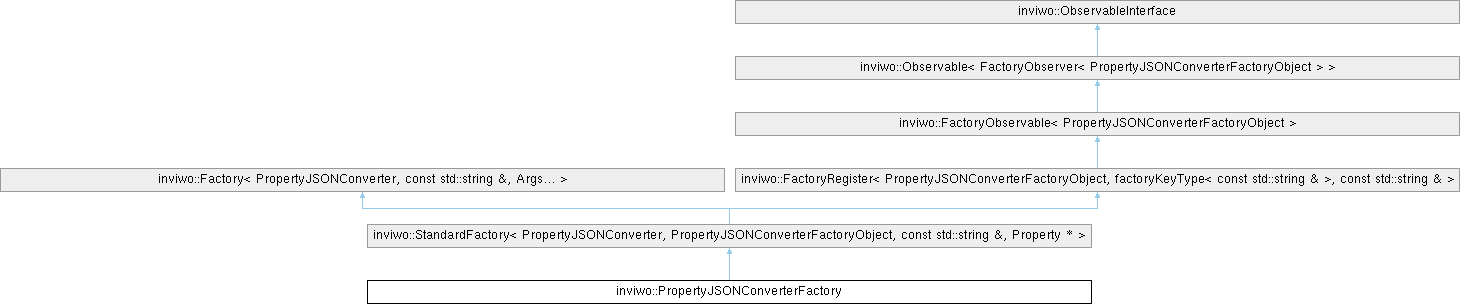 inviwo::ObservableInterface
inviwo::Observable< FactoryObserver< PropertyJSONConverterFactoryObject > >
inviwo::FactoryObservable< PropertyJSONConverterFactoryObject >
inviwo::Factory< PropertyJSONConverter, const std::string &, Args... >
inviwo::FactoryRegister< PropertyJSONConverterFactoryObject, factoryKeyType< const std::string & >, const std::string & >
inviwo::StandardFactory< PropertyJSONConverter, PropertyJSONConverterFactoryObject, const std::string &, Property * >
inviwo::PropertyJSONConverterFactory